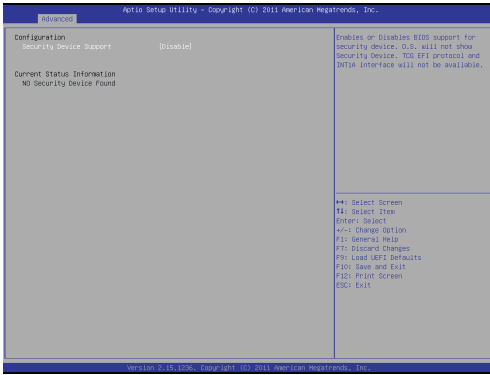 Aptio Setup Utility – Copyright (C) 2011 American Megatrends, Inc.
Advanced
Configuration
Security Device Support [Disable]
Current Status Information
NO Security Device Found
Enables or Disables BIOS support for
security device. O.S. will not show
Security Device. TCG EFI protocol and
INT1A interface will not be available.
↔: Select Screen
↑↓: Select Item
Enter: Select
+/-: Change Option
F1: General Help
F7: Discard Changes
F9: Load UEFI Defaults
F10: Save and Exit
F12: Print Screen
ESC: Exit
Version 2.15.1236. Copyright (C) 2011 American Megatrends, Inc.